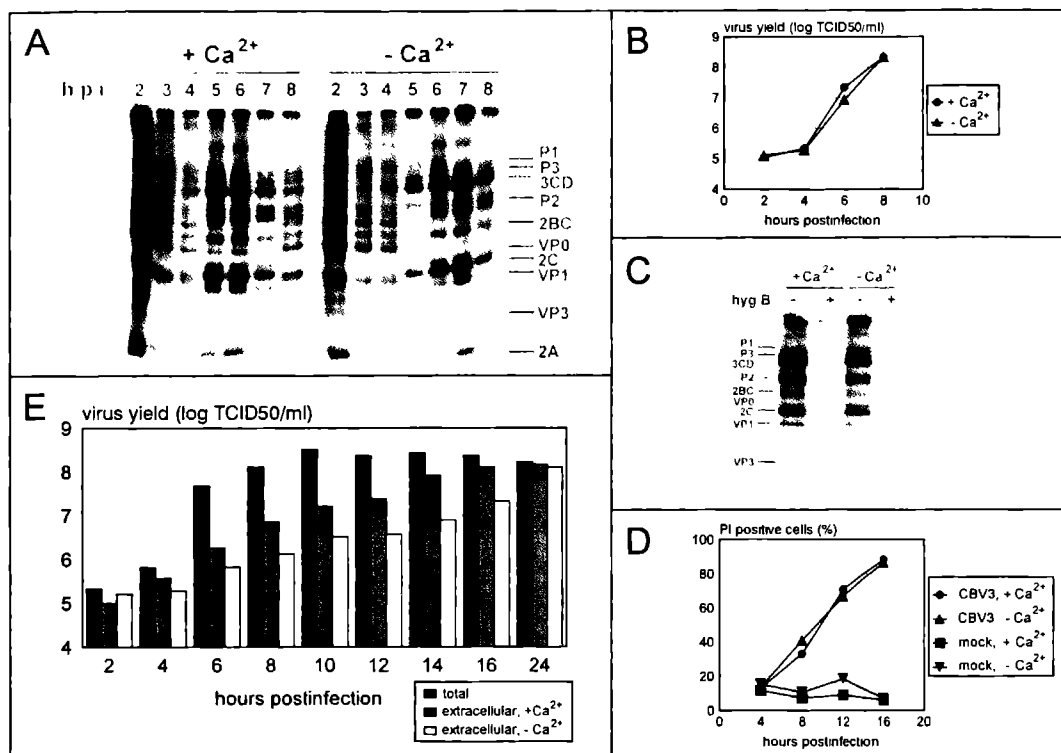 A
+ Ca2+
- Ca2+
h p i 2 3 4 5 6 7 8 2 3 4 5 6 7 8
P1
P3
3CD
P2
2BC
VP0
2C
VP1
VP3
2A
B
virus yield (log TCID50/ml)
9
8
7
6
5
4
0 2 4 6 8 10
hours postinfection
+ Ca2+
- Ca2+
C
+ Ca2+ - Ca2+
hyg B - + - +
P1
P3
3CD
P2
2BC
VP0
2C
VP1
VP3
D
PI positive cells (%)
100
80
60
40
20
0
0 4 8 12 16 20
hours postinfection
CBV3, + Ca2+
CBV3 - Ca2+
mock, + Ca2+
mock, - Ca2+
E
virus yield (log TCID50/ml)
9
8
7
6
5
4
2 4 6 8 10 12 14 16 24
hours postinfection
total
extracellular, +Ca2+
extracellular, - Ca2+